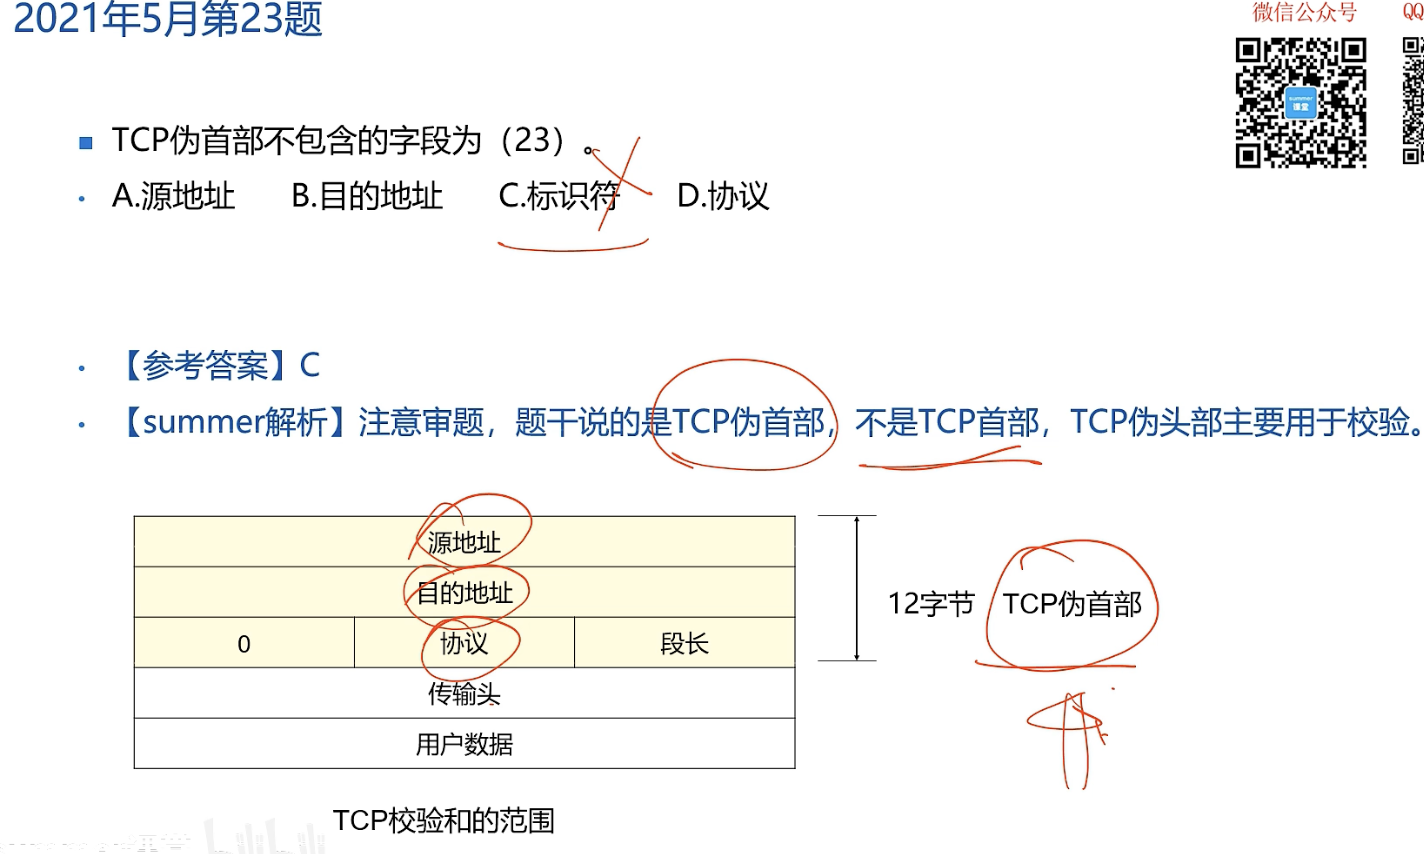 2021年5月第23题
微信公众号
QQ
summer
课堂
TCP伪首部不包含的字段为（23）。
A.源地址 B.目的地址 C.标识符 D.协议
【参考答案】C
【summer解析】注意审题，题干说的是TCP伪首部，不是TCP首部，TCP伪头部主要用于校验。
源地址
目的地址
0 协议 段长
12字节 TCP伪首部
传输头
用户数据
TCP校验和的范围